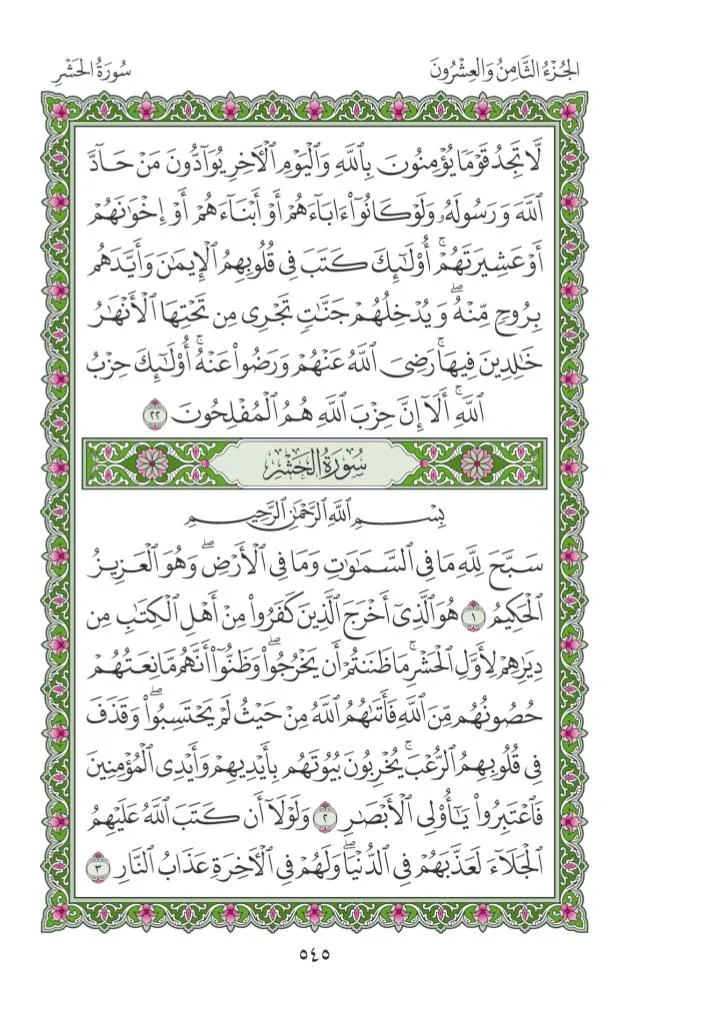 الجُزْءُ الثَّامِنُ وَالعِشْرُونَ
سُورَةُ الحَشْرِ
لَّا تَجِدُ قَوْمًا يُؤْمِنُونَ بِٱللَّهِ وَٱلْيَوْمِ ٱلْأَخِرِ يُوَآدُّونَ مَنْ حَآدَّ
ٱللَّهَ وَرَسُولَهُۥ وَلَوْ كَانُوٓا۟ ءَابَآءَهُمْ أَوْ أَبْنَآءَهُمْ أَوْ إِخْوَٰنَهُمْ
أَوْ عَشِيرَتَهُمْ ۚ أُو۟لَٰٓئِكَ كَتَبَ فِى قُلُوبِهِمُ ٱلْإِيمَٰنَ وَأَيَّدَهُم
بِرُوحٍ مِّنْهُ ۖ وَيُدْخِلُهُمْ جَنَّٰتٍ تَجْرِى مِن تَحْتِهَا ٱلْأَنْهَٰرُ
خَٰلِدِينَ فِيهَا ۚ رَضِىَ ٱللَّهُ عَنْهُمْ وَرَضُوا۟ عَنْهُ ۚ أُو۟لَٰٓئِكَ حِزْبُ
ٱللَّهِ ۚ أَلَآ إِنَّ حِزْبَ ٱللَّهِ هُمُ ٱلْمُفْلِحُونَ ٢٢
سُورَةُ الحَشْرِ
بِسْمِ ٱللَّهِ ٱلرَّحْمَٰنِ ٱلرَّحِيمِ
سَبَّحَ لِلَّهِ مَا فِى ٱلسَّمَٰوَٰتِ وَمَا فِى ٱلْأَرْضِ ۖ وَهُوَ ٱلْعَزِيزُ
ٱلْحَكِيمُ ١ هُوَ ٱلَّذِىٓ أَخْرَجَ ٱلَّذِينَ كَفَرُوا۟ مِنْ أَهْلِ ٱلْكِتَٰبِ مِن
دِيَٰرِهِمْ لِأَوَّلِ ٱلْحَشْرِ ۚ مَا ظَنَنتُمْ أَن يَخْرُجُوا۟ ۖ وَظَنُّوٓا۟ أَنَّهُم مَّانِعَتُهُمْ
حُصُونُهُم مِّنَ ٱللَّهِ فَأَتَىٰهُمُ ٱللَّهُ مِنْ حَيْثُ لَمْ يَحْتَسِبُوا۟ ۖ وَقَذَفَ
فِى قُلُوبِهِمُ ٱلرُّعْبَ ۚ يُخْرِبُونَ بُيُوتَهُم بِأَيْدِيهِمْ وَأَيْدِى ٱلْمُؤْمِنِينَ
فَٱعْتَبِرُوا۟ يَٰٓأُو۟لِى ٱلْأَبْصَٰرِ ٢ وَلَوْلَآ أَن كَتَبَ ٱللَّهُ عَلَيْهِمُ
ٱلْجَلَآءَ لَعَذَّبَهُمْ فِى ٱلدُّنْيَا ۖ وَلَهُمْ فِى ٱلْأَخِرَةِ عَذَابُ ٱلنَّارِ ٣
٥٤٥